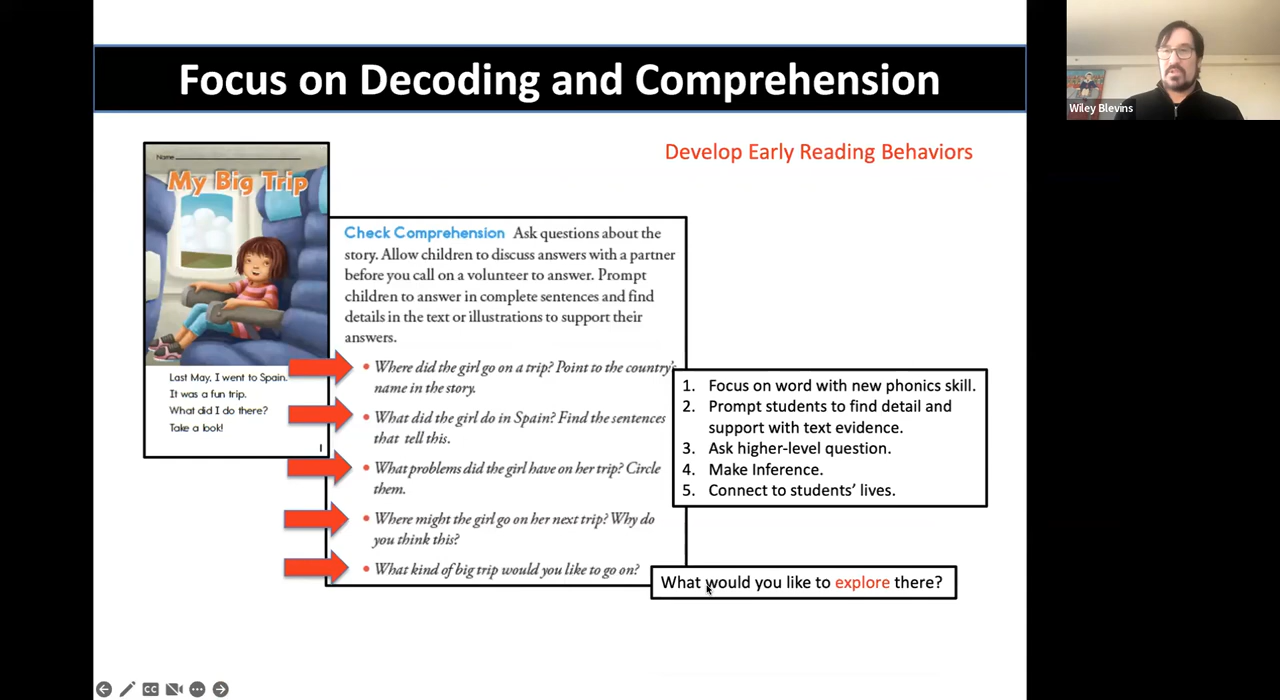 Focus on Decoding and Comprehension
Wiley Blevins
Develop Early Reading Behaviors
Name
My Big Trip
Last May, I went to Spain.
It was a fun trip.
What did I do there?
Take a look!
1
Check Comprehension Ask questions about the
story. Allow children to discuss answers with a partner
before you call on a volunteer to answer. Prompt
children to answer in complete sentences and find
details in the text or illustrations to support their
answers.
• Where did the girl go on a trip? Point to the country's
name in the story.
• What did the girl do in Spain? Find the sentences
that tell this.
• What problems did the girl have on her trip? Circle
them.
• Where might the girl go on her next trip? Why do
you think this?
• What kind of big trip would you like to go on?
1. Focus on word with new phonics skill.
2. Prompt students to find detail and
support with text evidence.
3. Ask higher-level question.
4. Make Inference.
5. Connect to students' lives.
What would you like to explore there?
CC